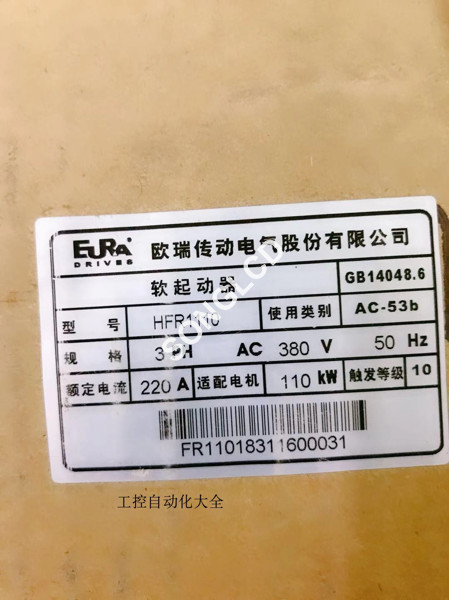 EURA 欧瑞传动电气股份有限公司
DRIVES
软起动器 GB14048.6
型 号 HFR1110 使用类别 AC-53b
规 格 3 PH AC 380 V 50 Hz
额定电流 220 A 适配电机 110 kW 触发等级 10
FR11018311600031
SONGLCD
工控自动化大全